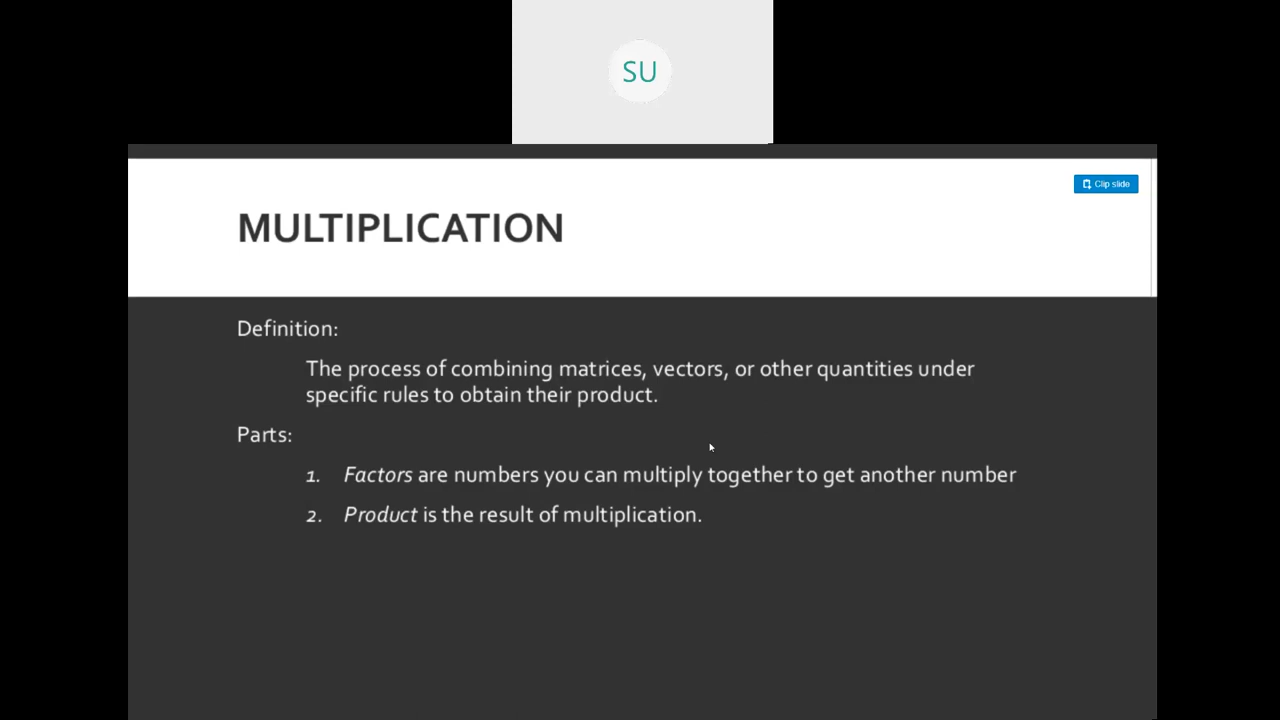 SU
Clip slide
MULTIPLICATION
Definition:
The process of combining matrices, vectors, or other quantities under
specific rules to obtain their product.
Parts:
1. Factors are numbers you can multiply together to get another number
2. Product is the result of multiplication.